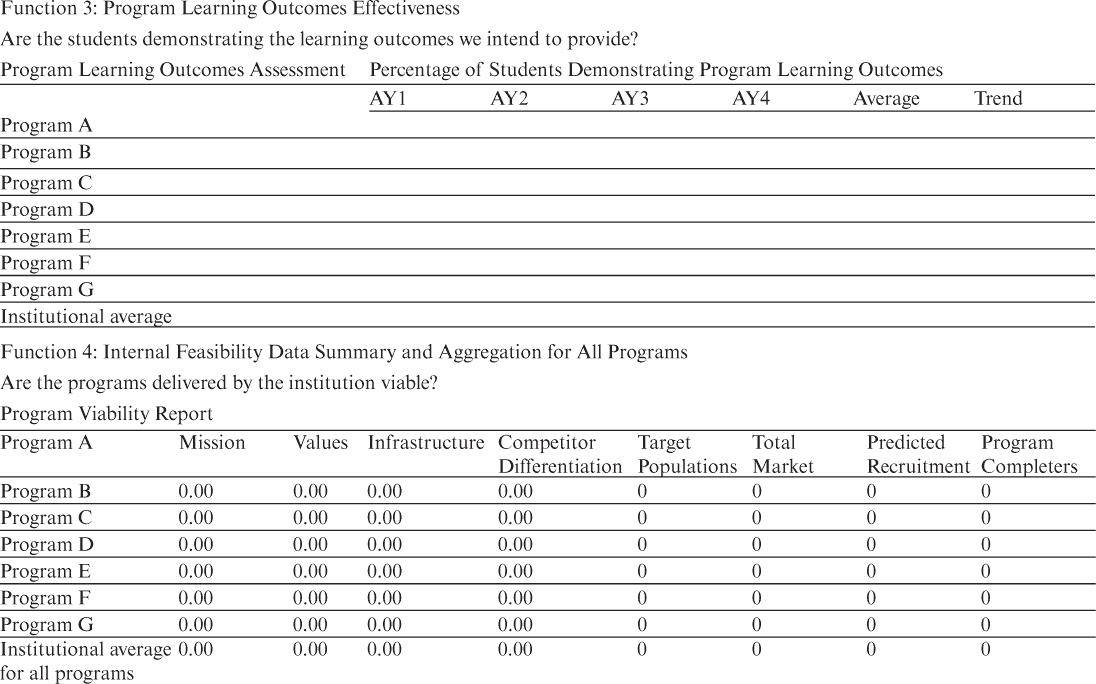 Function 3: Program Learning Outcomes Effectiveness
Are the students demonstrating the learning outcomes we intend to provide?
Program Learning Outcomes Assessment Percentage of Students Demonstrating Program Learning Outcomes
AY1 AY2 AY3 AY4 Average Trend
Program A
Program B
Program C
Program D
Program E
Program F
Program G
Institutional average
Function 4: Internal Feasibility Data Summary and Aggregation for All Programs
Are the programs delivered by the institution viable?
Program Viability Report
Program A Mission Values Infrastructure Competitor Target Total Predicted Program
Differentiation Populations Market Recruitment Completers
Program B 0.00 0.00 0.00 0.00 0 0 0 0
Program C 0.00 0.00 0.00 0.00 0 0 0 0
Program D 0.00 0.00 0.00 0.00 0 0 0 0
Program E 0.00 0.00 0.00 0.00 0 0 0 0
Program F 0.00 0.00 0.00 0.00 0 0 0 0
Program G 0.00 0.00 0.00 0.00 0 0 0 0
Institutional average 0.00 0.00 0.00 0.00 0 0 0 0
for all programs